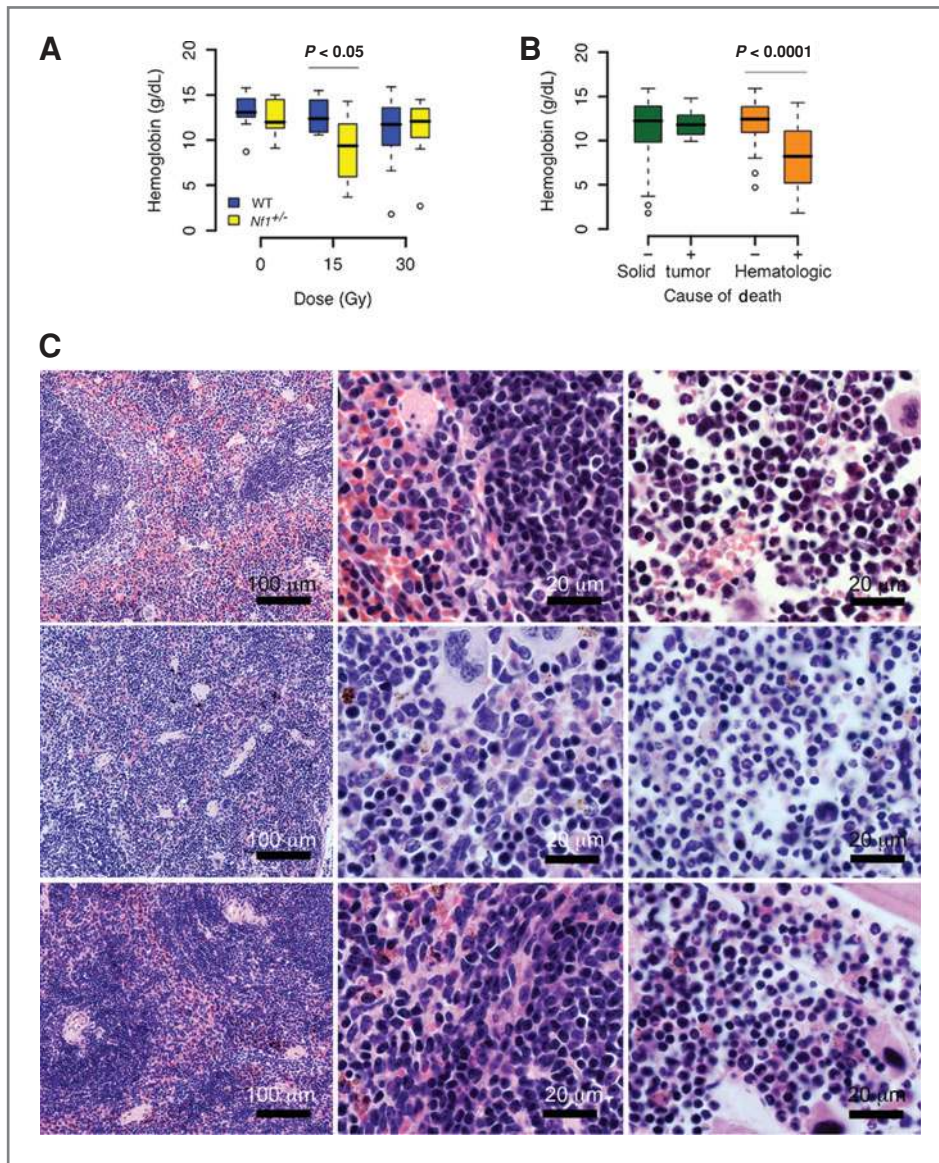 A
P < 0.05
Hemoglobin (g/dL)
20
15
10
5
0
WT
Nf1+/-
0
15
30
Dose (Gy)
B
P < 0.0001
Hemoglobin (g/dL)
20
15
10
5
0
− + − +
Solid tumor Hematologic
Cause of death
C
100 μm
20 μm
20 μm
100 μm
20 μm
20 μm
100 μm
20 μm
20 μm